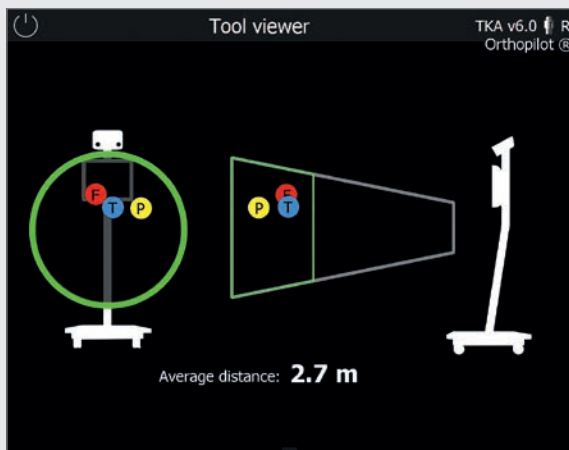 Tool viewer
TKA v6.0 R
Orthopilot ®
F
T
P
F
P
T
Average distance: 2.7 m